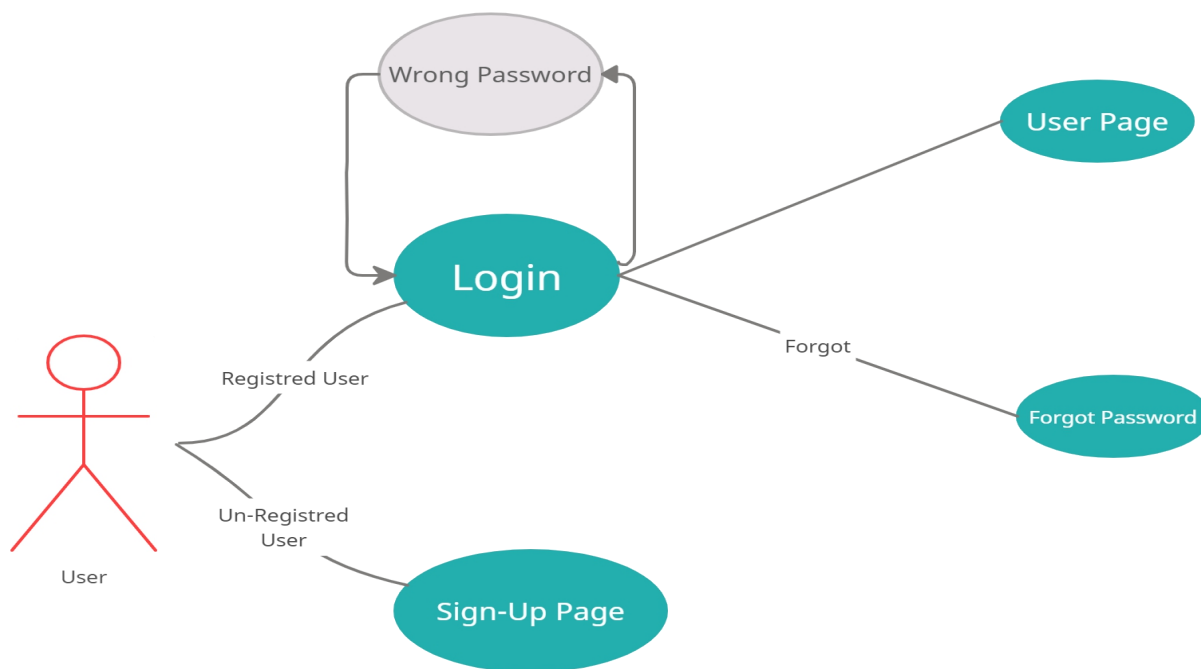 Wrong Password
User Page
Login
Forgot
Registred User
Forgot Password
Un-Registred
User
User
Sign-Up Page